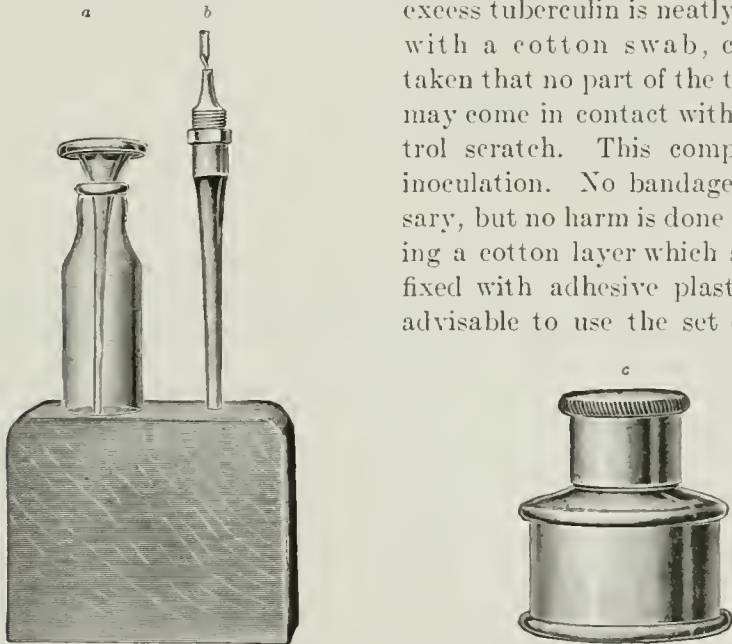 a
b
excess tuberculin is neatly
with a cotton swab, c
taken that no part of the t
may come in contact with
trol scratch. This comp
inoculation. No bandage
sary, but no harm is done
ing a cotton layer which s
fixed with adhesive plast
advisable to use the set
c